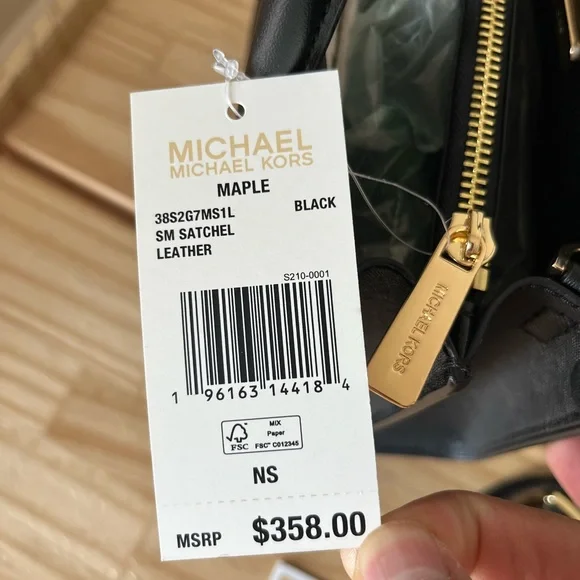 MICHAEL
MICHAEL KORS
MAPLE
38S2G7MS1L BLACK
SM SATCHEL
LEATHER
S210-0001
1 96163 14418 4
FSC
MIX
Paper
FSC™ C012345
NS
MSRP $358.00
MICHAEL KORS